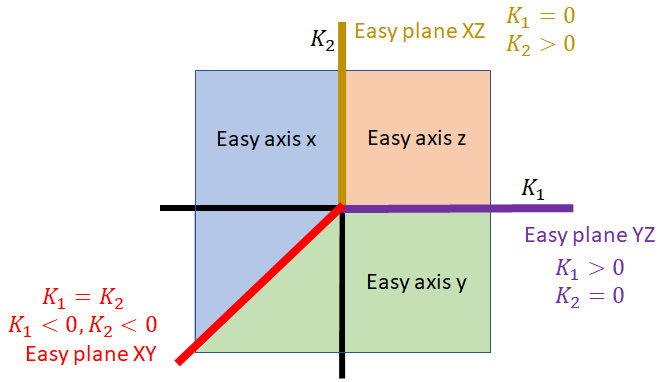 Easy plane XZ
K₁ = 0
K₂ > 0
K₂
Easy axis x
Easy axis z
K₁
Easy plane YZ
K₁ > 0
K₂ = 0
Easy axis y
K₁ = K₂
K₁ < 0, K₂ < 0
Easy plane XY